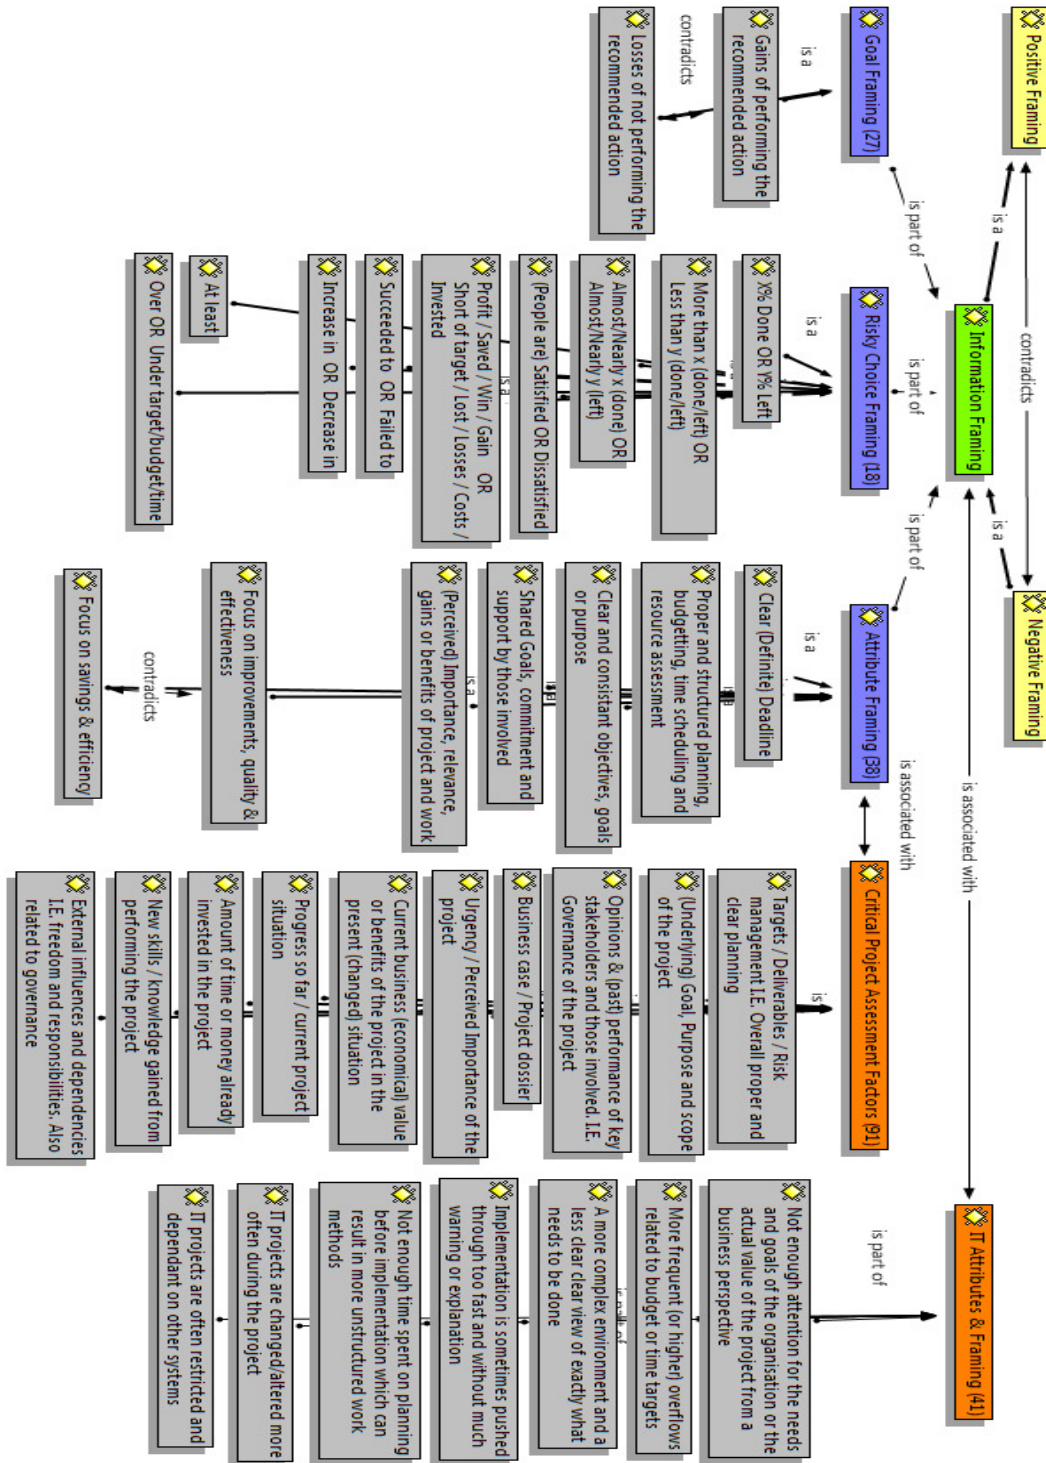 Positive Framing
contradicts
Negative Framing
is a
is a
Information Framing
is part of
is part of
is part of
is associated with
Goal Framing (27)
Risky Choice Framing (18)
Attribute Framing (38)
is associated with
Critical Project Assessment Factors (91)
IT Attributes & Framing (41)
is a
Gains of performing the
recommended action
contradicts
Losses of not performing the
recommended action
is a
X% Done OR Y% Left
More than x (done/left) OR
Less than y (done/left)
Almost/Nearly x (done) OR
Almost/Nearly y (left)
(People are) Satisfied OR Dissatisfied
is a
Profit / Saved / Win / Gain OR
Short of target / Lost / Losses / Costs /
Invested
Succeeded to OR Failed to
Increase in OR Decrease in
At least
Over OR Under target/budget/time
is a
Clear (Definite) Deadline
Proper and structured planning,
budgetting, time scheduling and
resource assessment
Clear and consistant objectives, goals
or purpose
is a
Shared Goals, commitment and
support by those involved
is a
(Perceived) Importance, relevance,
gains or benefits of project and work
Focus on improvements, quality &
effectiveness
contradicts
Focus on savings & efficiency
is
Targets / Deliverables / Risk
management I.E. Overall proper and
clear planning
(Underlying) Goal, Purpose and scope
of the project
Opinions & (past) performance of key
stakeholders and those involved. I.E.
Governance of the project
Business case / Project dossier
Urgency / Perceived Importance of the
project
Current business (economical) value
or benefits of the project in the
present (changed) situation
Progress so far / current project
situation
Amount of time or money already
invested in the project
New skills / knowledge gained from
performing the project
External influences and dependencies
I.E. freedom and responsibilities. Also
related to governance
is part of
Not enough attention for the needs
and goals of the organisation or the
actual value of the project from a
business perspective
More frequent (or higher) overflows
related to budget or time targets
A more complex environment and a
less clear clear view of exactly what
needs to be done
Implementation is sometimes pushed
through too fast and without much
warning or explanation
Not enough time spent on planning
before implementation which can
result in more unstructured work
methods
IT projects are changed/altered more
often during the project
IT projects are often restricted and
dependant on other systems